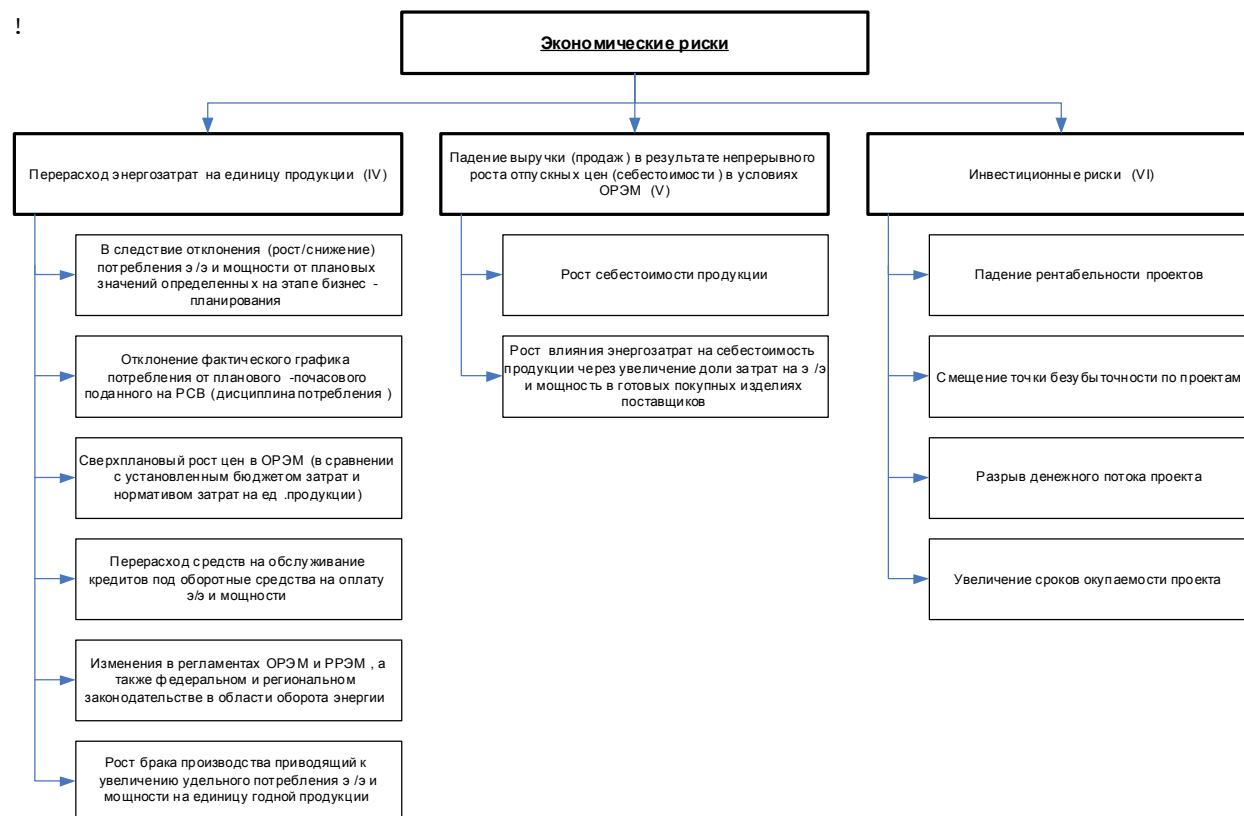 !
Экономические риски
Перерасход энергозатрат на единицу продукции (IV)
В следствие отклонения (рост/снижение)
потребления э /э и мощности от плановых
значений определенных на этапе бизнес -
планирования
Отклонение фактического графика
потребления от планового -почасового
поданного на РСВ (дисциплина потребления )
Сверхплановый рост цен в ОРЭМ (в сравнении
с установленным бюджетом затрат и
нормативом затрат на ед .продукции)
Перерасход средств на обслуживание
кредитов под оборотные средства на оплату
э/э и мощности
Изменения в регламентах ОРЭМ и РРЭМ , а
также федеральном и региональном
законодательстве в области оборота энергии
Рост брака производства приводящий к
увеличению удельного потребления э /э и
мощности на единицу годной продукции
Падение выручки (продаж) в результате непрерывного
роста отпускных цен (себестоимости ) в условиях
ОРЭМ (V)
Рост себестоимости продукции
Рост влияния энергозатрат на себестоимость
продукции через увеличение доли затрат на э /э
и мощность в готовых покупных изделиях
поставщиков
Инвестиционные риски (VI)
Падение рентабельности проектов
Смещение точки безубыточности по проектам
Разрыв денежного потока проекта
Увеличение сроков окупаемости проекта